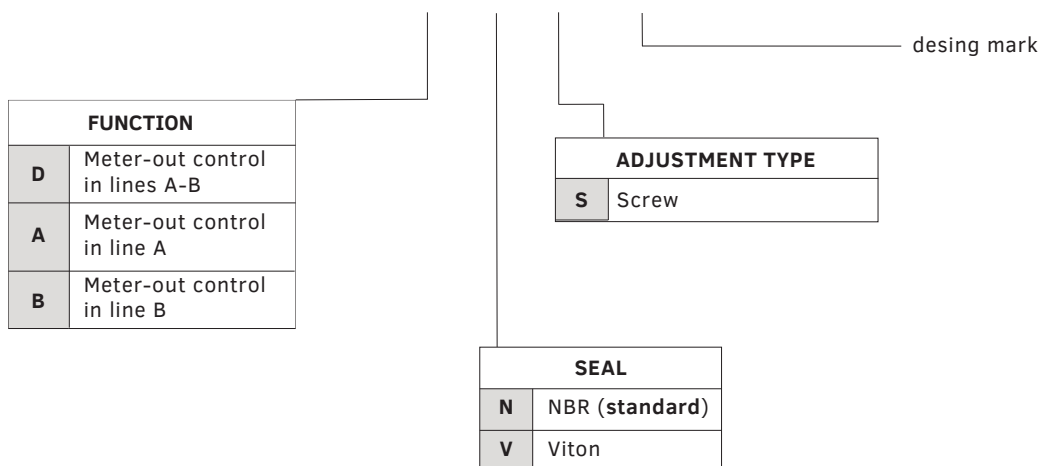 desing mark
FUNCTION
D Meter-out control
in lines A-B
A Meter-out control
in line A
B Meter-out control
in line B
ADJUSTMENT TYPE
S Screw
SEAL
N NBR (standard)
V Viton